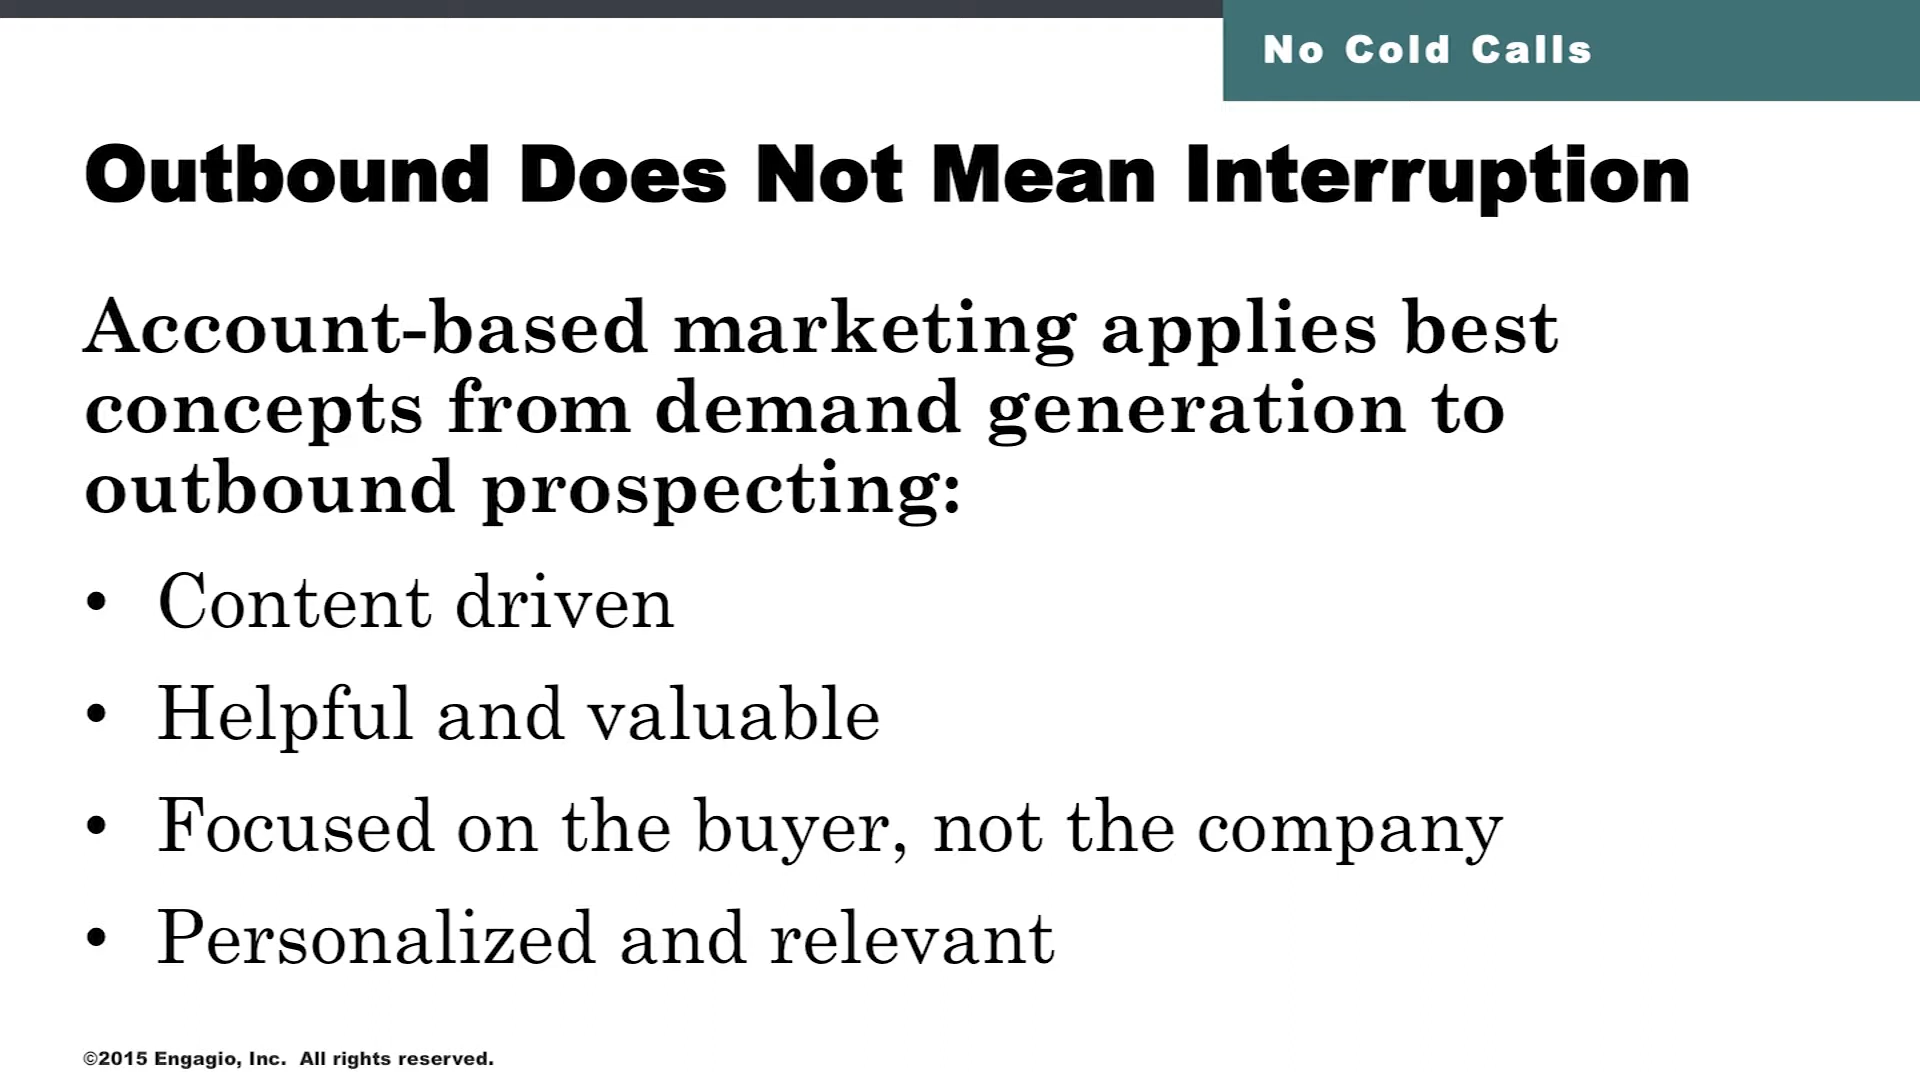 No Cold Calls
Outbound Does Not Mean Interruption
Account-based marketing applies best
concepts from demand generation to
outbound prospecting:
• Content driven
• Helpful and valuable
• Focused on the buyer, not the company
• Personalized and relevant
©2015 Engagio, Inc. All rights reserved.